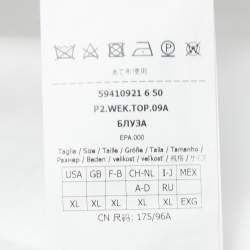 あて布使用
59410921 6 50
P2.WEK.TOP.09A
БЛУЗА
EPA.000
Taglia / Size / Taille / Größe / Talla / Tamanho /
Размер / Beden / velikost / velkost / 规格 / サイズ
USA GB F-B CH-NL I-J MEX
A-D RU
XL XL XL XL XL EXG
CN 尺码: 175/96A